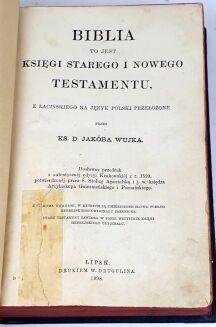 BIBLIA
TO JEST
KSIĘGI STAREGO I NOWEGO
TESTAMENTU,
Z ŁACIŃSKIEGO NA JĘZYK POLSKI PRZEŁOŻONE
PRZEZ
KS. D. JAKÓBA WUJKA.
Dosłowny przedruk
z autentycznej edycyi Krakowskiej z r. 1599,
potwierdzonej przez S. Stolicę Apostolską i j. w. księdza
Arcybiskupa Gnieźnieńskiego i Poznańskiego.
LIPSK.
DRUKIEM W. DRUGULINA.
1898.